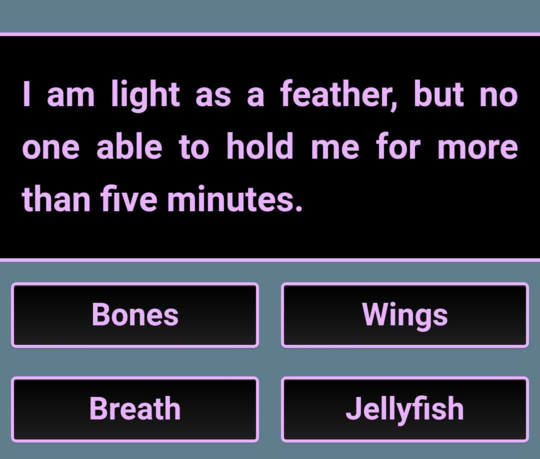 I am light as a feather, but no
one able to hold me for more
than five minutes.
Bones
Wings
Breath
Jellyfish